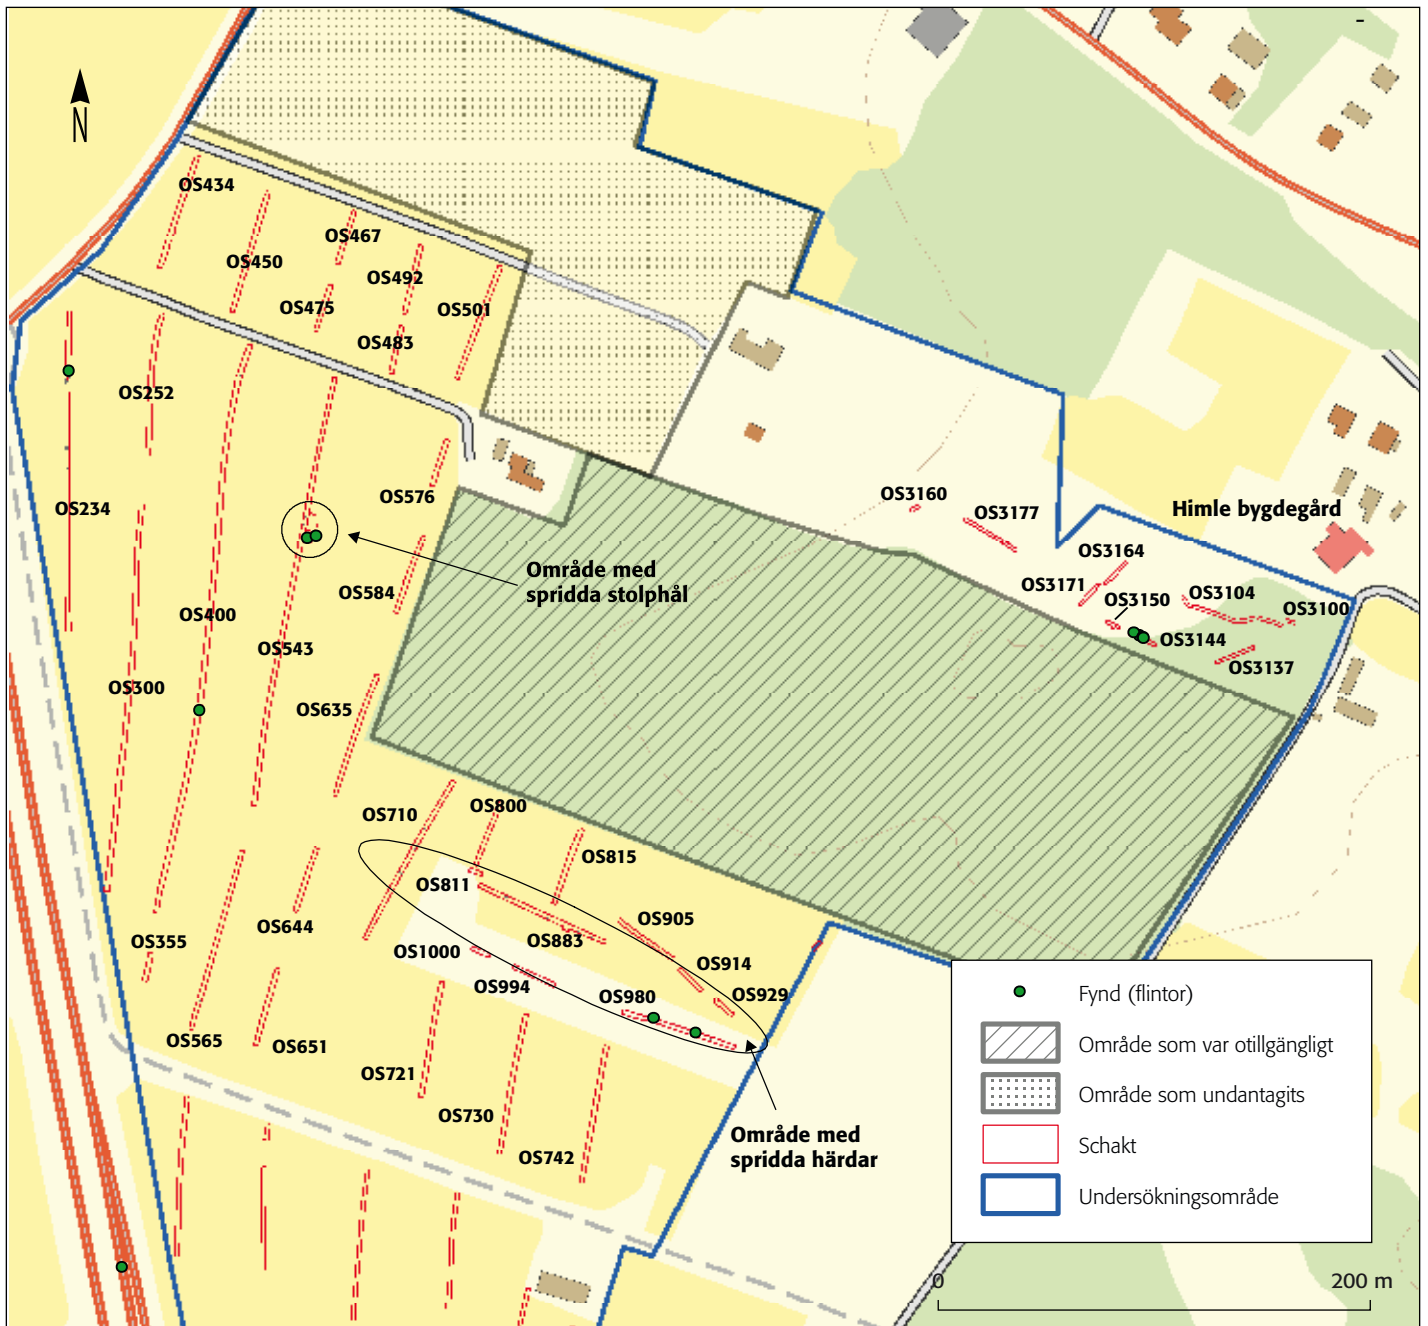 N
OS434
OS467
OS450
OS492
OS475
OS501
OS483
OS252
OS576
OS234
OS3160
OS3177
Himle bygdegård
OS3164
Område med
spridda stolphål
OS584
OS3171
OS3150
OS3104
OS3100
OS400
OS3144
OS543
OS3137
OS300
OS635
OS710
OS800
OS815
OS811
OS905
OS644
OS883
OS355
OS1000
OS914
OS994
OS980
OS929
OS565
OS651
OS721
OS730
OS742
Område med
spridda härdar
Fynd (flintor)
Område som var otillgängligt
Område som undantagits
Schakt
Undersökningsområde
0
200 m